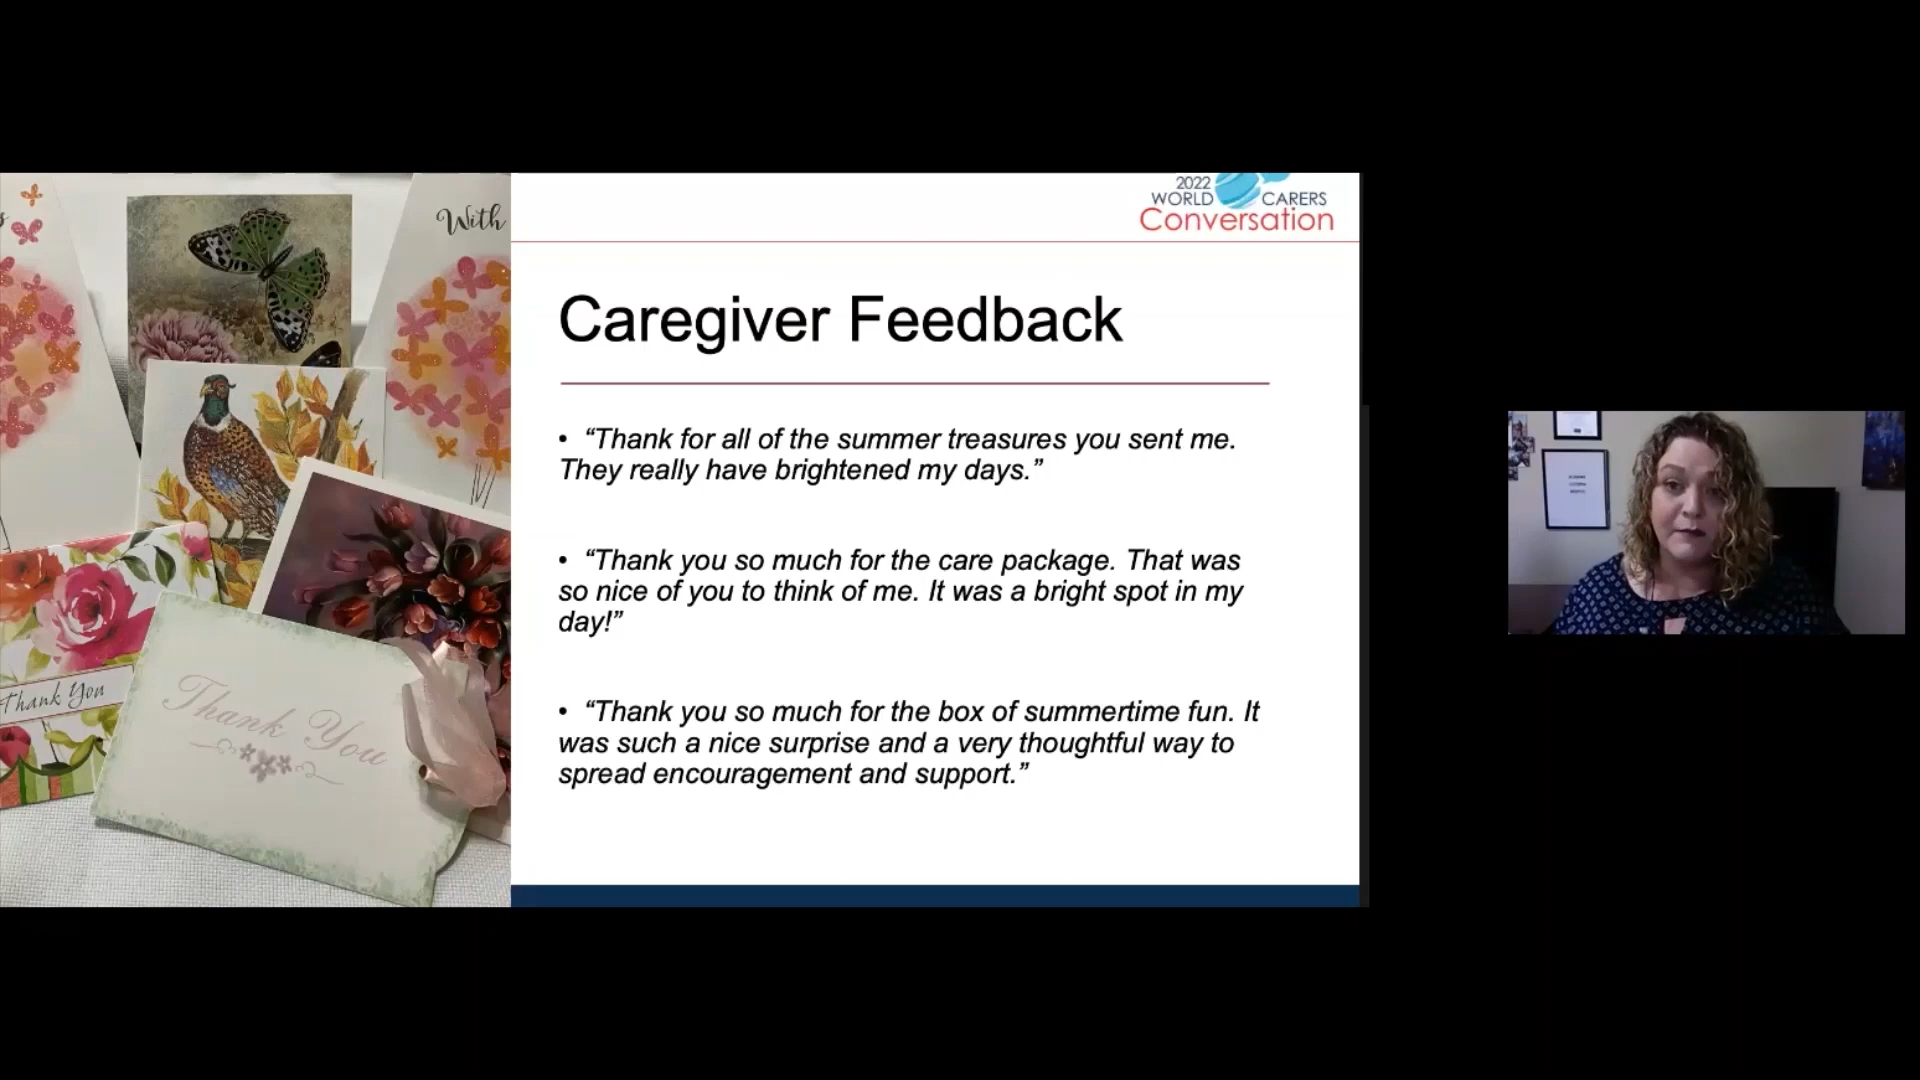 With
Thank You
Thank You
2022
WORLD CARERS
Conversation
Caregiver Feedback
• “Thank for all of the summer treasures you sent me.
They really have brightened my days.”
• “Thank you so much for the care package. That was
so nice of you to think of me. It was a bright spot in my
day!”
• “Thank you so much for the box of summertime fun. It
was such a nice surprise and a very thoughtful way to
spread encouragement and support.”